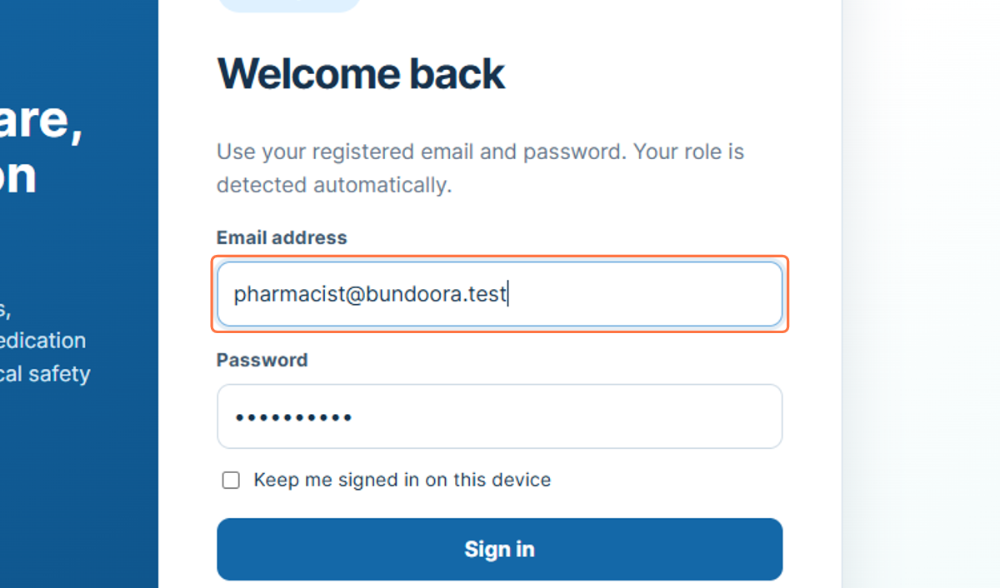 are,
on
s,
edication
cal safety
Welcome back
Use your registered email and password. Your role is
detected automatically.
Email address
pharmacist@bundoora.test
Password
••••••••••
Keep me signed in on this device
Sign in